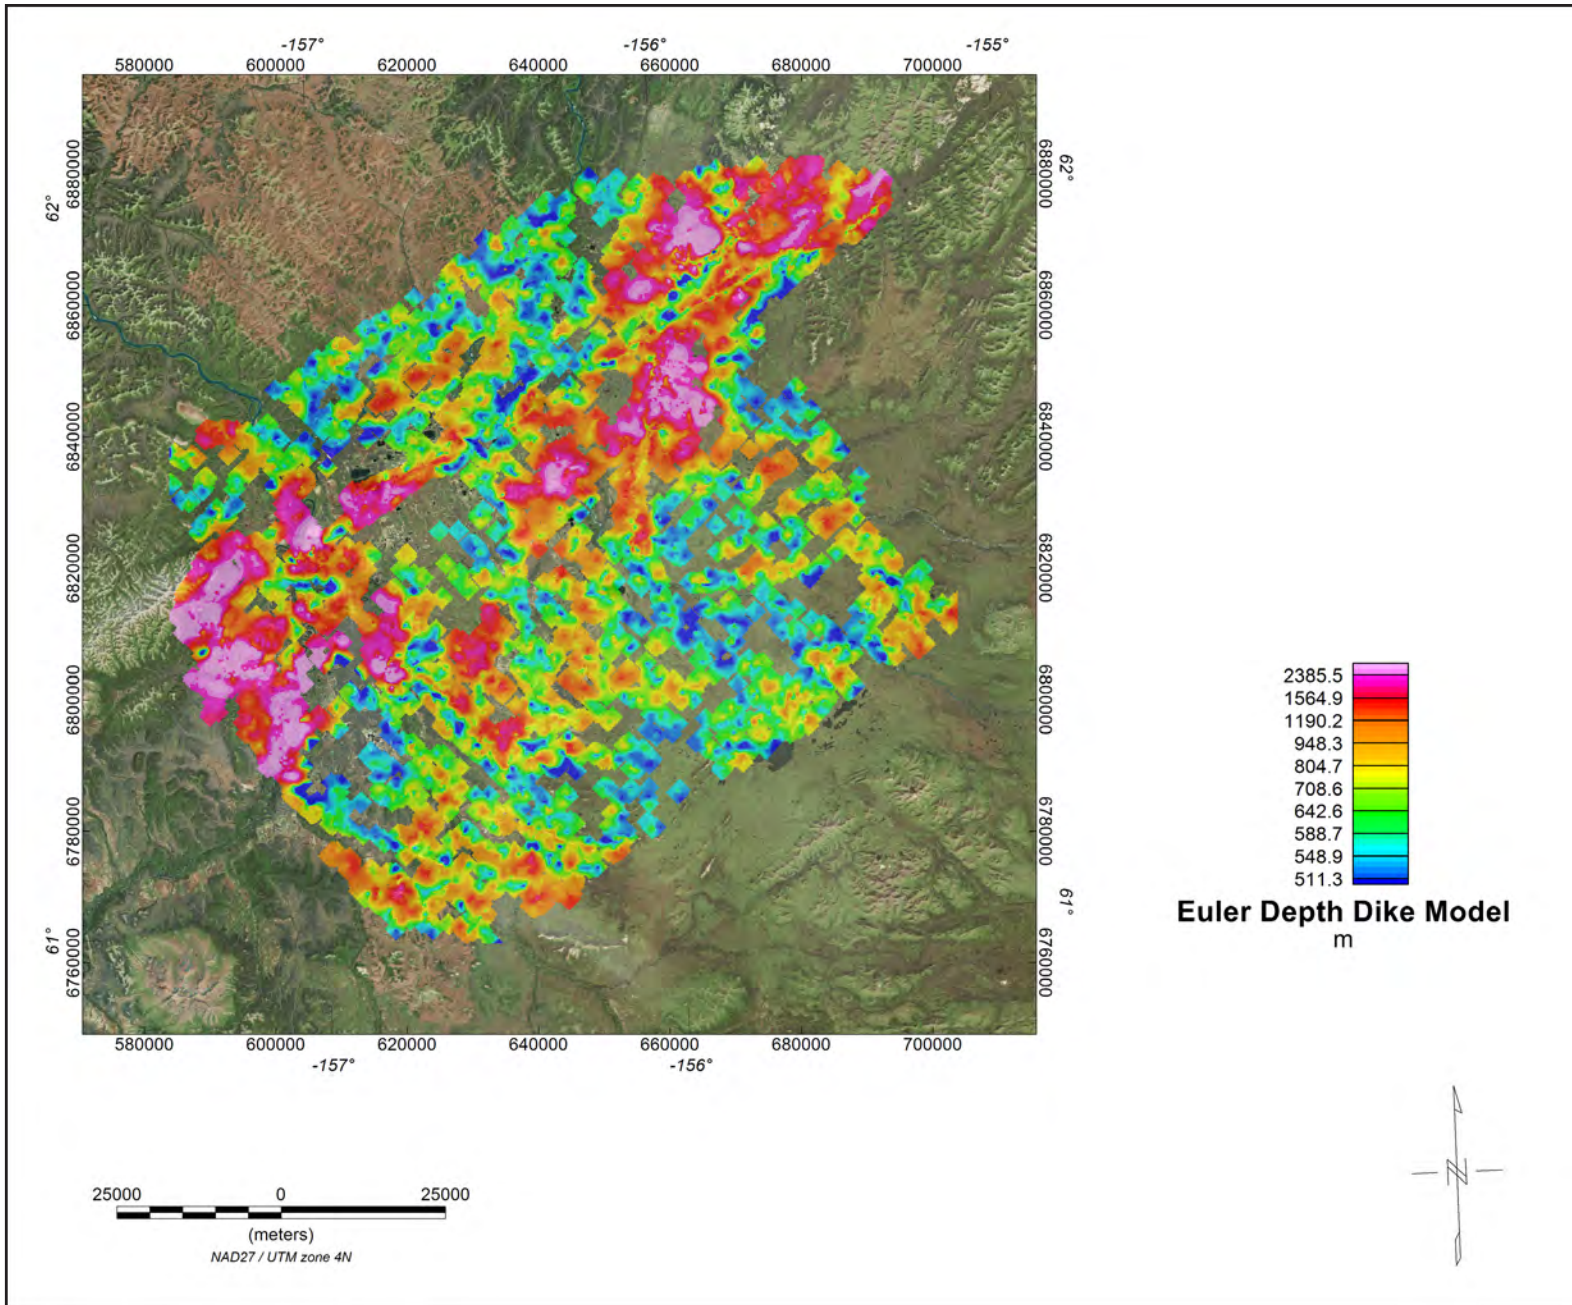 -157° -156° -155°
580000 600000 620000 640000 660000 680000 700000
62° 6880000 6860000 6840000 6820000 6800000 6780000 6760000 61°
6880000 6860000 6840000 6820000 6800000 6780000 6760000 62° 61°
580000 600000 620000 640000 660000 680000 700000
-157° -156°
2385.5
1564.9
1190.2
948.3
804.7
708.6
642.6
588.7
548.9
511.3
Euler Depth Dike Model
m
25000 0 25000
(meters)
NAD27 / UTM zone 4N
N